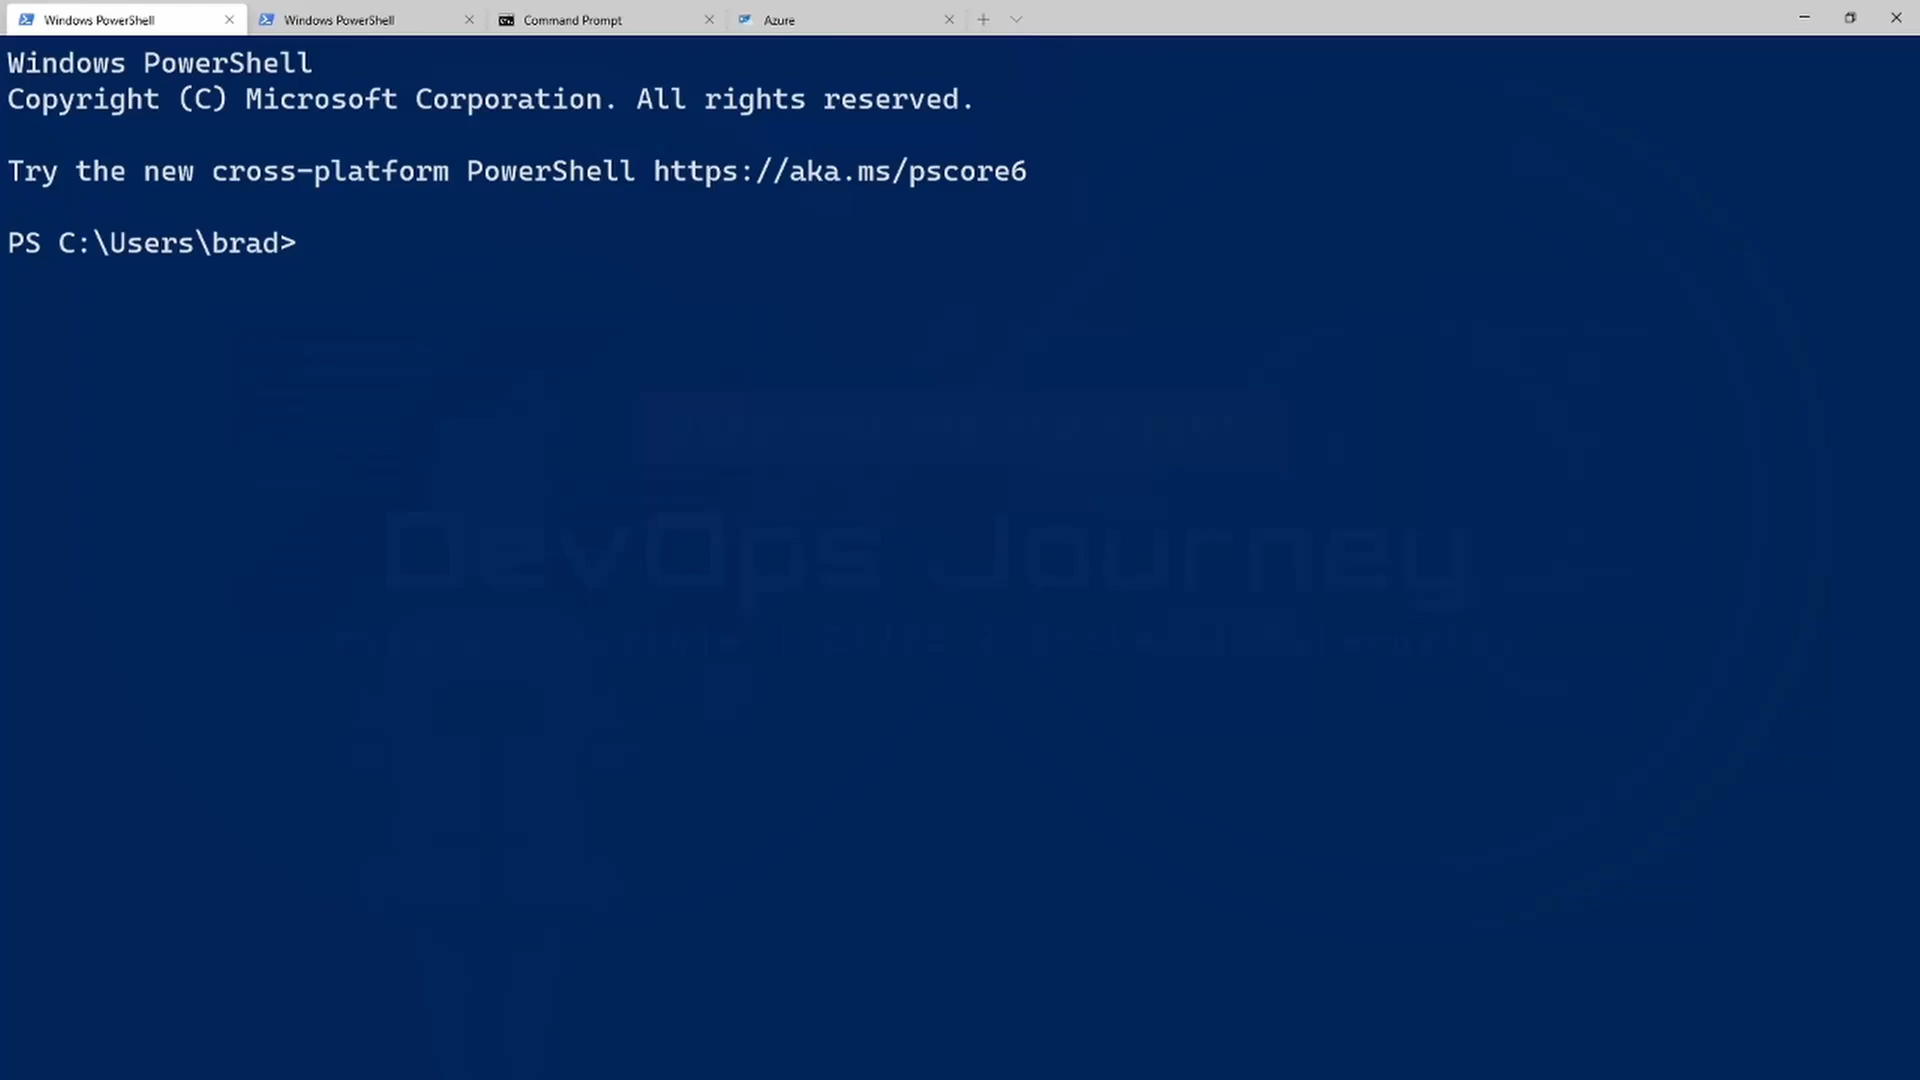 Windows PowerShell
Windows PowerShell
Command Prompt
Azure
Windows PowerShell
Copyright (C) Microsoft Corporation. All rights reserved.
Try the new cross-platform PowerShell https://aka.ms/pscore6
PS C:\Users\brad>
DevOps Journey